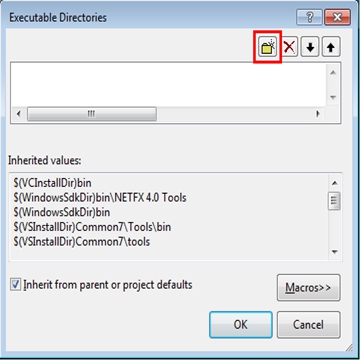 Executable Directories
Inherited values:
$(VCInstallDir)bin
$(WindowsSdkDir)bin\NETFX 4.0 Tools
$(WindowsSdkDir)bin
$(VSInstallDir)Common7\Tools\bin
$(VSInstallDir)Common7\tools
Inherit from parent or project defaults
Macros>>
OK
Cancel